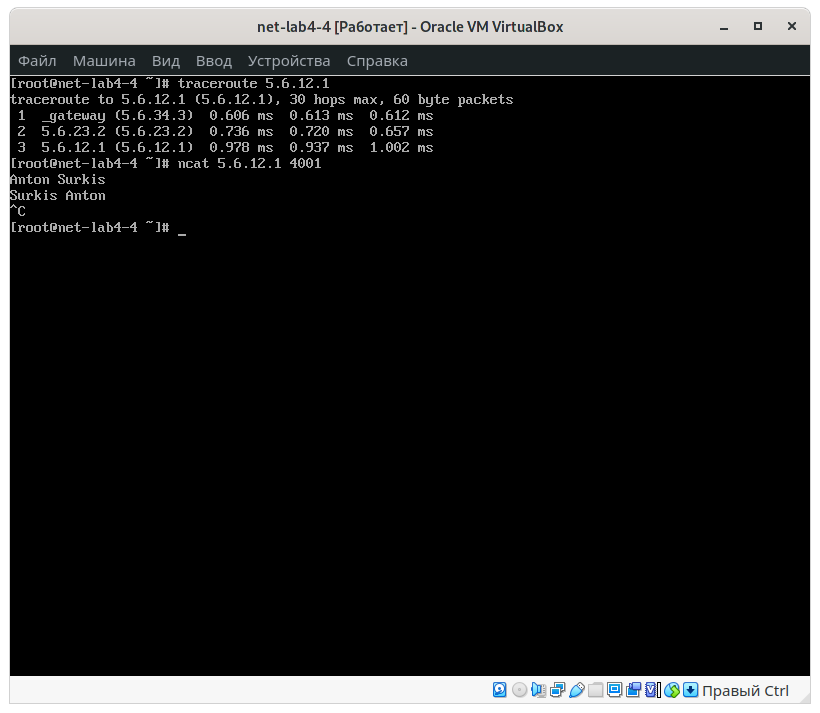 net-lab4-4 [Работает] - Oracle VM VirtualBox
Файл Машина Вид Ввод Устройства Справка
[root@net-lab4-4 ~]# traceroute 5.6.12.1
traceroute to 5.6.12.1 (5.6.12.1), 30 hops max, 60 byte packets
 1  _gateway (5.6.34.3)  0.606 ms  0.613 ms  0.612 ms
 2  5.6.23.2 (5.6.23.2)  0.736 ms  0.720 ms  0.657 ms
 3  5.6.12.1 (5.6.12.1)  0.978 ms  0.937 ms  1.002 ms
[root@net-lab4-4 ~]# ncat 5.6.12.1 4001
Anton Surkis
Surkis Anton
^C
[root@net-lab4-4 ~]# _
Правый Ctrl